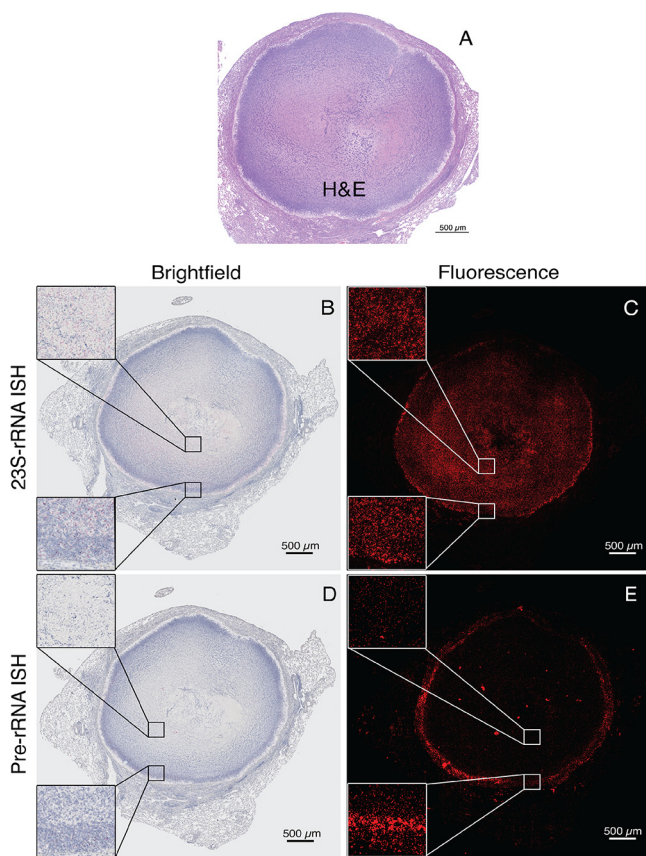 A
H&E
500 µm
Brightfield
Fluorescence
23S-rRNA ISH
B
500 µm
C
500 µm
Pre-rRNA ISH
D
500 µm
E
500 µm